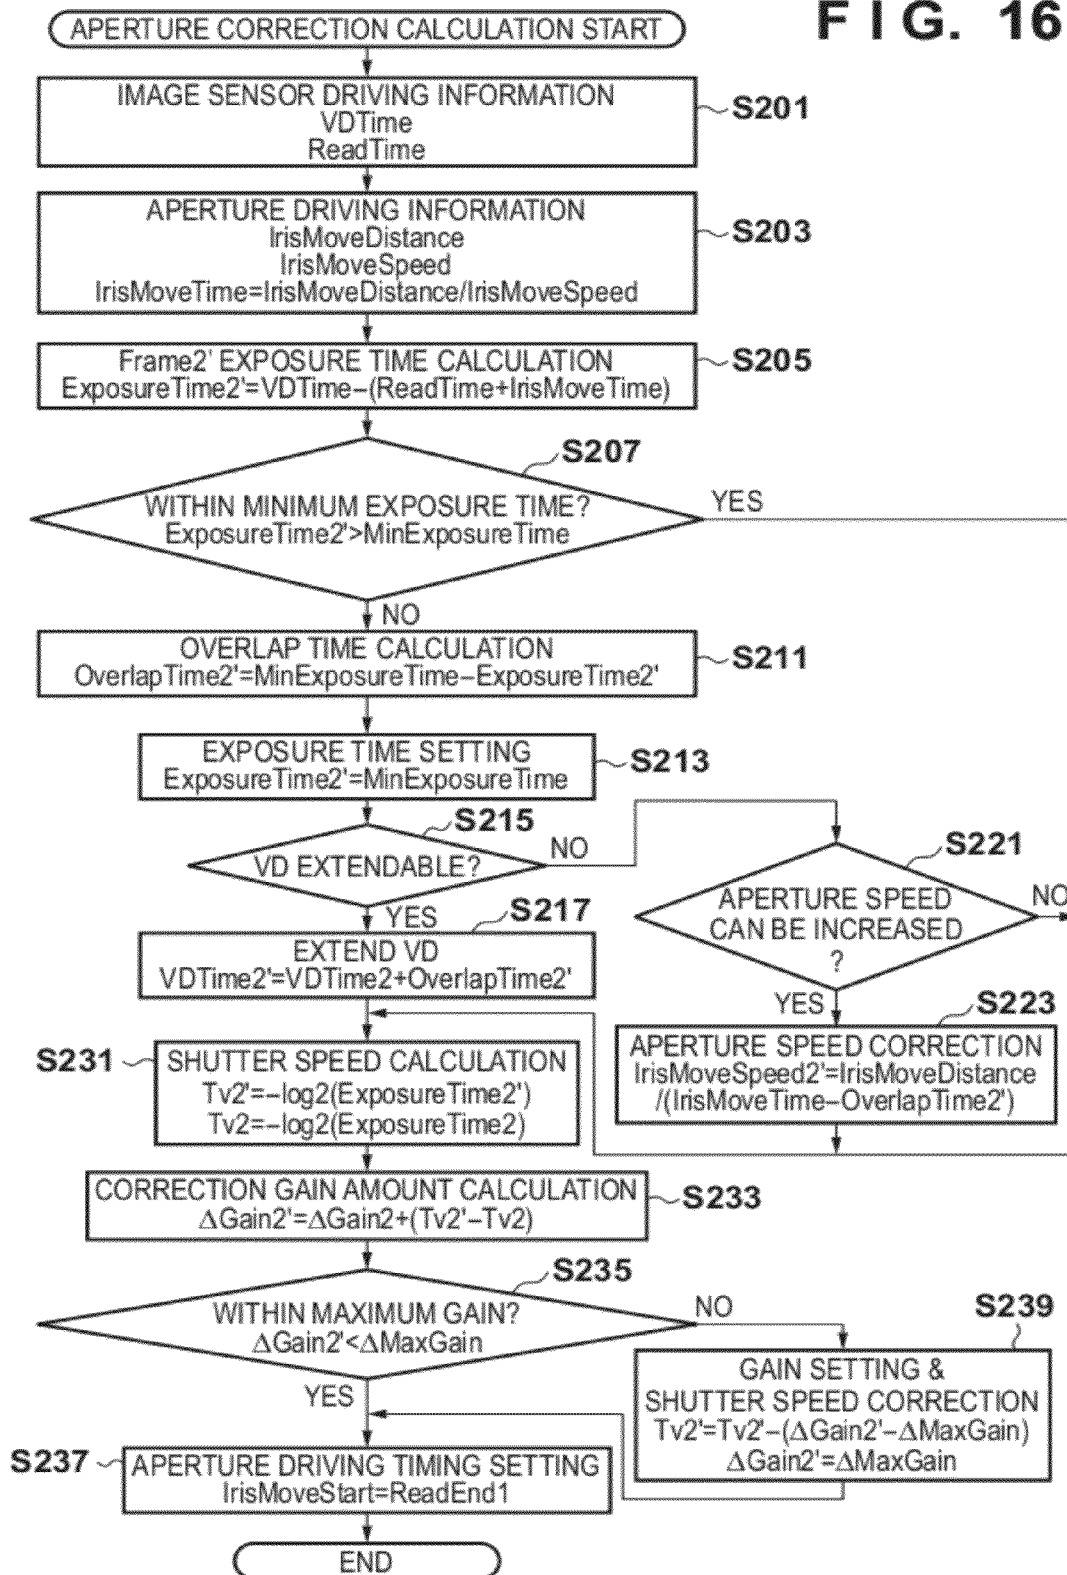 FIG. 16
APERTURE CORRECTION CALCULATION START
IMAGE SENSOR DRIVING INFORMATION
VDTime
ReadTime
S201
APERTURE DRIVING INFORMATION
IrisMoveDistance
IrisMoveSpeed
IrisMoveTime=IrisMoveDistance/IrisMoveSpeed
S203
Frame2' EXPOSURE TIME CALCULATION
ExposureTime2'=VDTime–(ReadTime+IrisMoveTime)
S205
S207
WITHIN MINIMUM EXPOSURE TIME?
ExposureTime2'>MinExposureTime
YES
NO
OVERLAP TIME CALCULATION
OverlapTime2'=MinExposureTime–ExposureTime2'
S211
EXPOSURE TIME SETTING
ExposureTime2'=MinExposureTime
S213
S215
VD EXTENDABLE?
NO
YES
S217
EXTEND VD
VDTime2'=VDTime2+OverlapTime2'
S221
APERTURE SPEED
CAN BE INCREASED
?
NO
YES
S223
APERTURE SPEED CORRECTION
IrisMoveSpeed2'=IrisMoveDistance
/(IrisMoveTime–OverlapTime2')
S231
SHUTTER SPEED CALCULATION
Tv2'=–log2(ExposureTime2')
Tv2=–log2(ExposureTime2)
CORRECTION GAIN AMOUNT CALCULATION
ΔGain2'=ΔGain2+(Tv2'–Tv2)
S233
S235
WITHIN MAXIMUM GAIN?
ΔGain2'<ΔMaxGain
NO
YES
S239
GAIN SETTING &
SHUTTER SPEED CORRECTION
Tv2'=Tv2'–(ΔGain2'–ΔMaxGain)
ΔGain2'=ΔMaxGain
S237
APERTURE DRIVING TIMING SETTING
IrisMoveStart=ReadEnd1
END